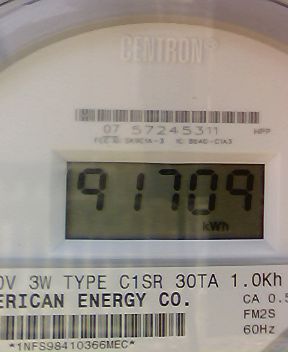 CENTRON®
07 57245311
HPP
91709
kWh
0V 3W TYPE C1SR 30TA 1.0Kh
ERICAN ENERGY CO.
CA 0.5
FM2S
60Hz
*1NFS98410366MEC*